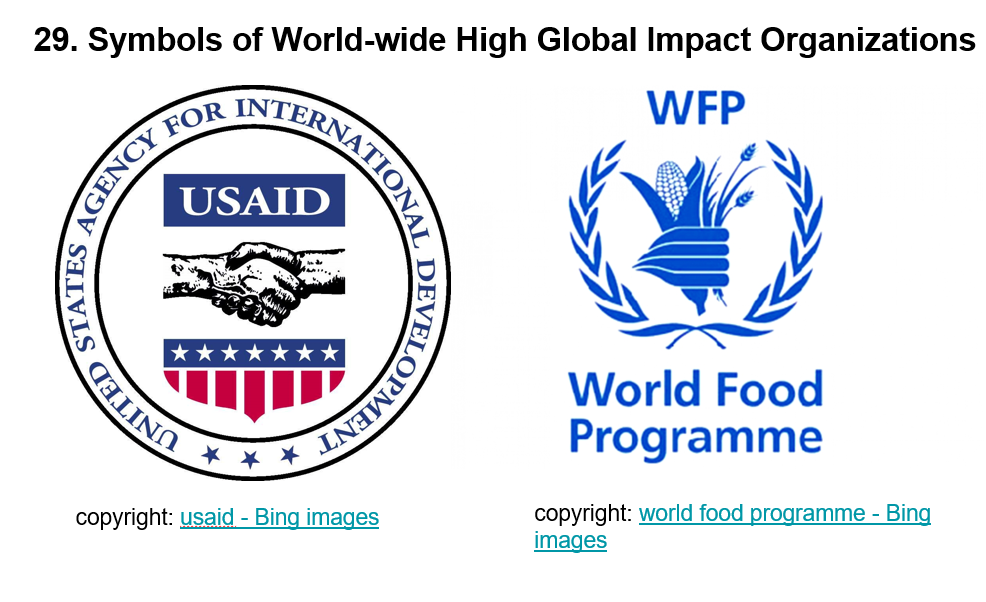 29. Symbols of World-wide High Global Impact Organizations
UNITED STATES AGENCY FOR INTERNATIONAL DEVELOPMENT
USAID
copyright: usaid - Bing images
WFP
World Food
Programme
copyright: world food programme - Bing
images